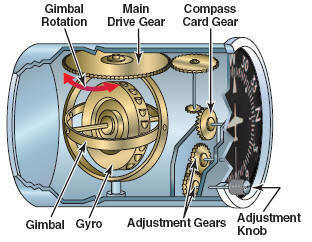 Gimbal
Rotation
Main
Drive Gear
Compass
Card Gear
Gimbal
Gyro
Adjustment Gears
Adjustment
Knob